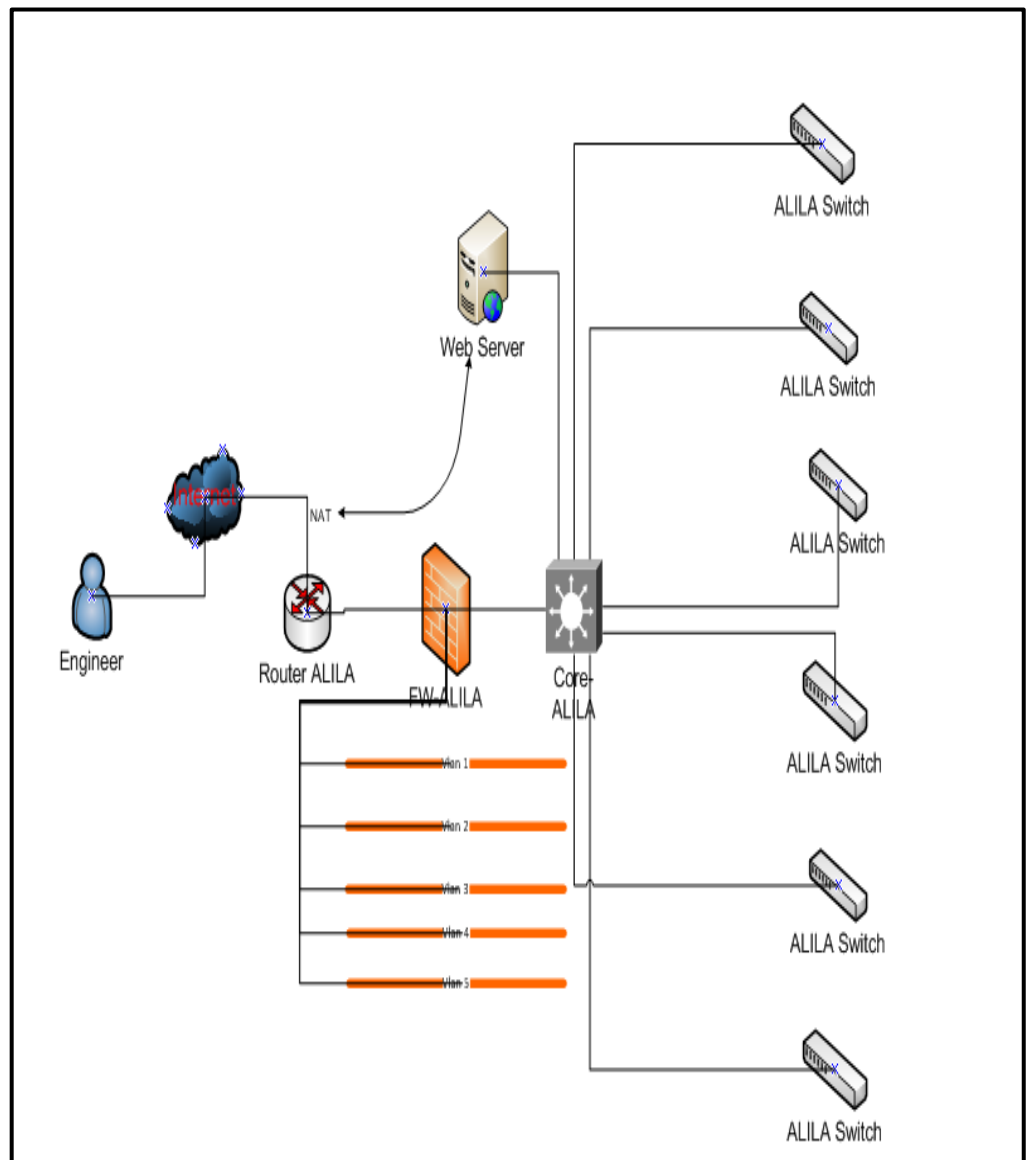 ALILA Switch
Web Server
ALILA Switch
Internet
NAT
ALILA Switch
Engineer
Router ALILA
FW-ALILA
Core-
ALILA
ALILA Switch
Vlan 1
Vlan 2
Vlan 3
Vlan 4
Vlan 5
ALILA Switch
ALILA Switch